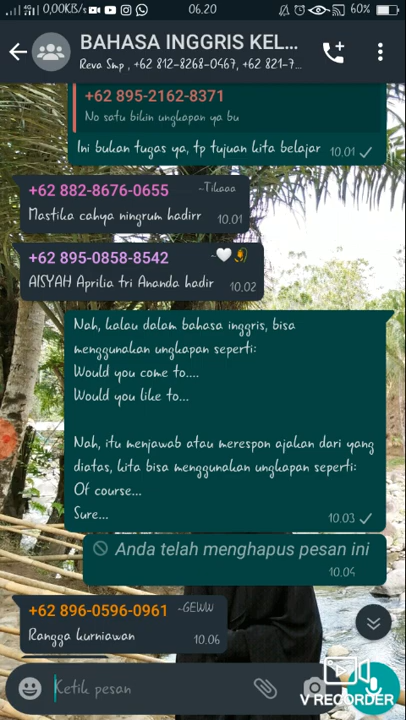 0,00KB/s
06.20
60%
BAHASA INGGRIS KEL...
Reva Smp , +62 812-8268-0467, +62 821-7...
+62 895-2162-8371
No satu bikin ungkapan ya bu
Ini bukan tugas ya, tp tujuan kita belajar
10.01
+62 882-8676-0655
~Tikaaa
Mastika cahya ningrum hadirr
10.01
+62 895-0858-8542
~🤍
AISYAH Aprilia tri Ananda hadir
10.02
Nah, kalau dalam bahasa inggris, bisa
menggunakan ungkapan seperti:
Would you come to....
Would you like to...
Nah, itu menjawab atau merespon ajakan dari yang
diatas, kita bisa menggunakan ungkapan seperti:
Of course...
Sure...
10.03
Anda telah menghapus pesan ini
10.04
+62 896-0596-0961
~GEWW
Rangga kurniawan
10.06
Ketik pesan
V RECORDER